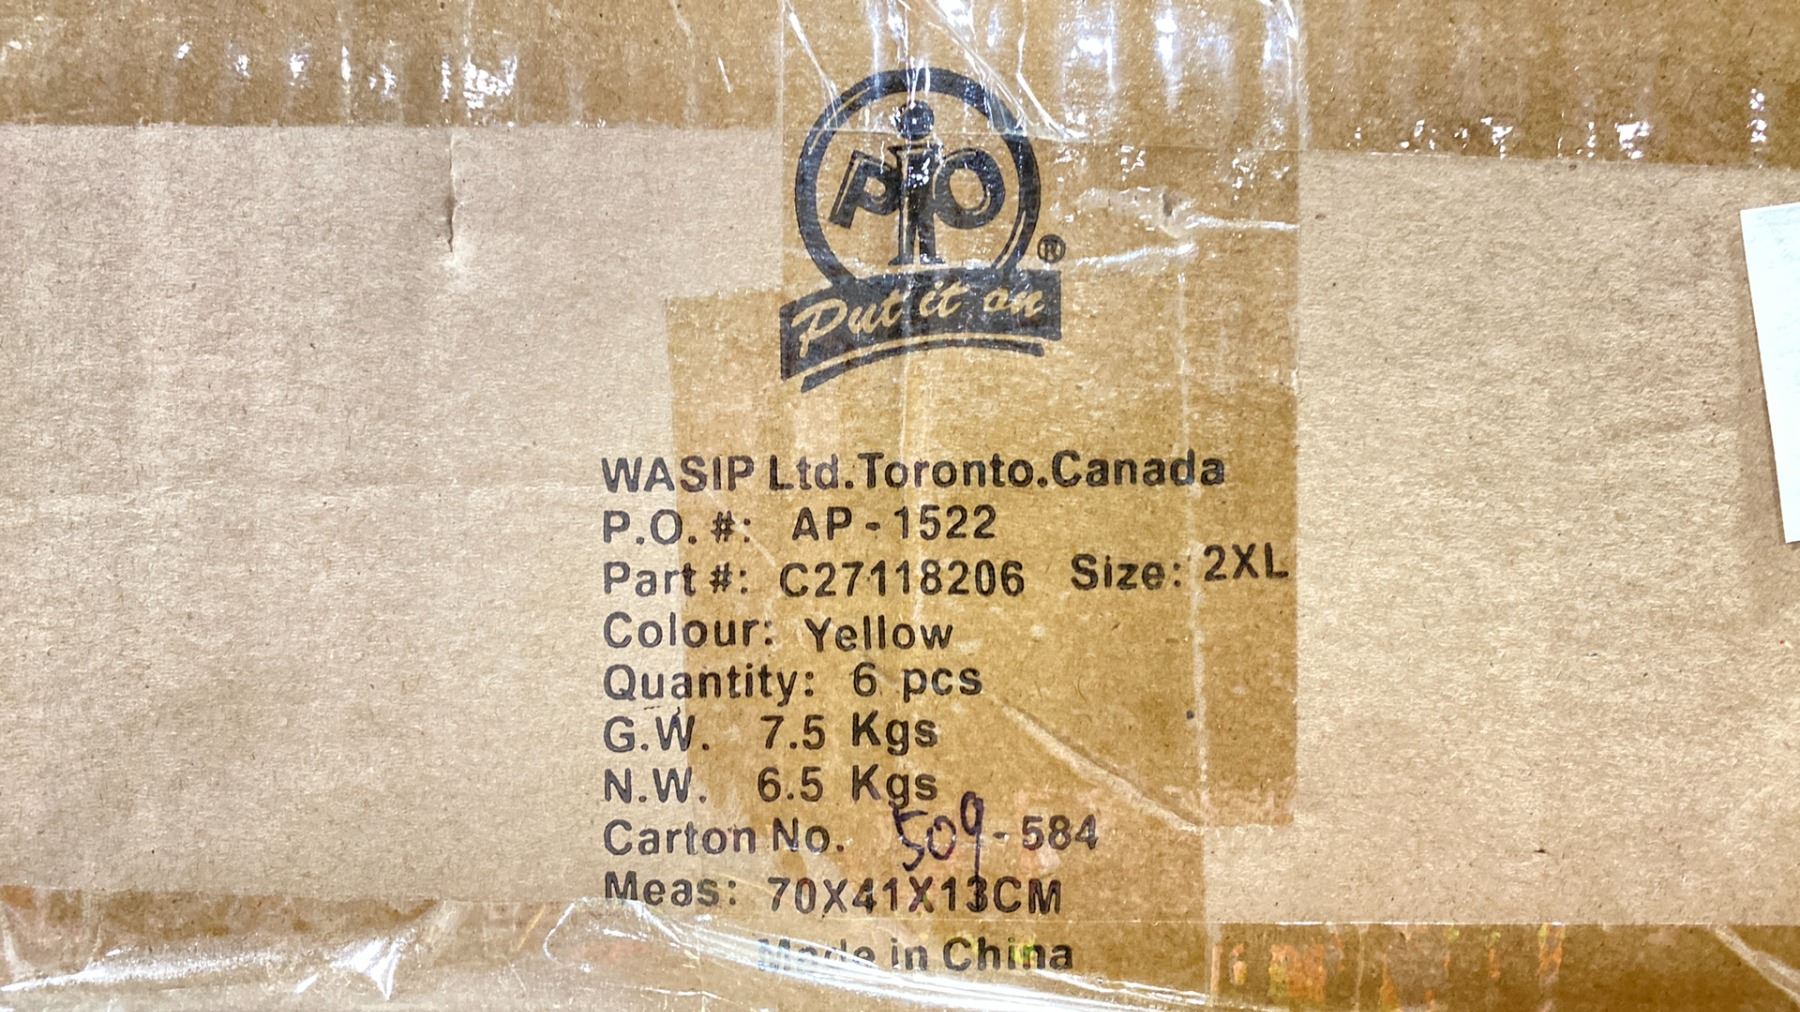 PIO
®
Put it on
WASIP Ltd.Toronto.Canada
P.O. #: AP-1522
Part #: C27118206 Size: 2XL
Colour: Yellow
Quantity: 6 pcs
G.W. 7.5 Kgs
N.W. 6.5 Kgs
Carton No. 509-584
Meas: 70X41X13CM
Made in China